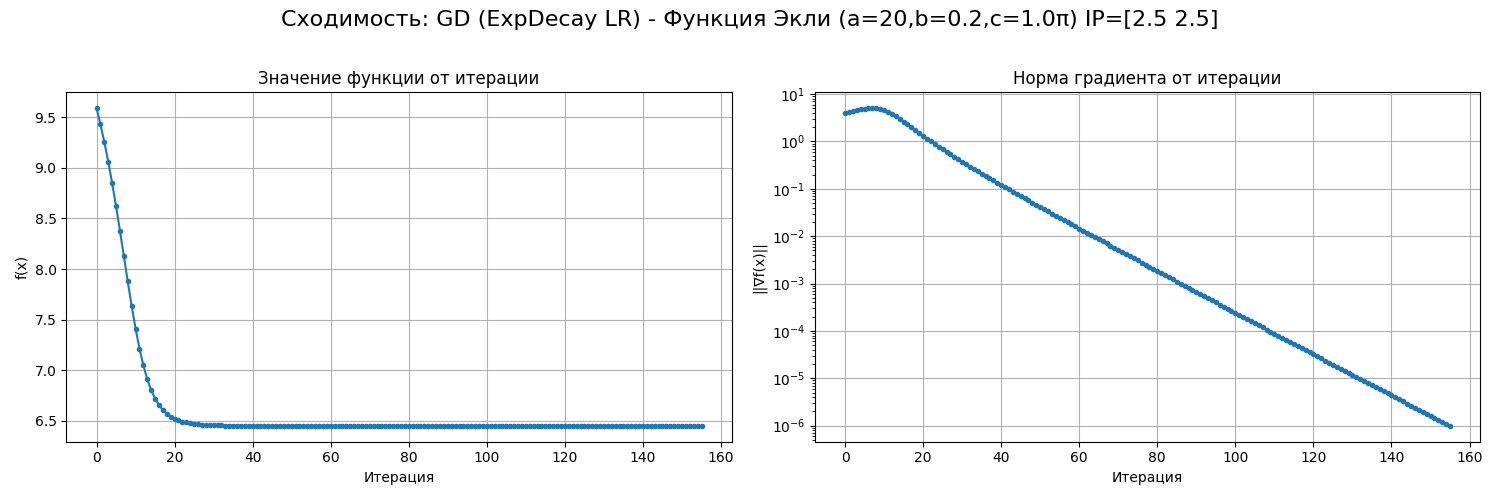 Сходимость: GD (ExpDecay LR) - Функция Экли (a=20,b=0.2,c=1.0π) IP=[2.5 2.5]
Значение функции от итерации
f(x)
9.5
9.0
8.5
8.0
7.5
7.0
6.5
0 20 40 60 80 100 120 140 160
Итерация
Норма градиента от итерации
||∇f(x)||
10¹
10⁰
10⁻¹
10⁻²
10⁻³
10⁻⁴
10⁻⁵
10⁻⁶
0 20 40 60 80 100 120 140 160
Итерация